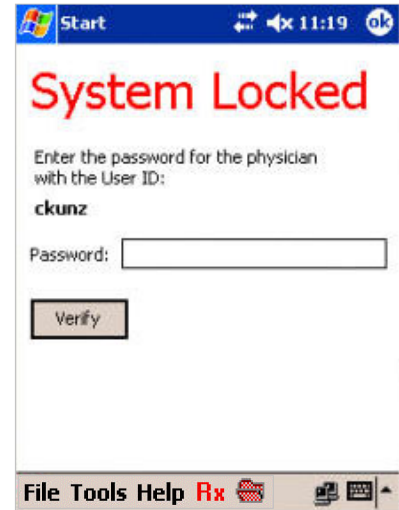 Start 11:19 ok
System Locked
Enter the password for the physician
with the User ID:
ckunz
Password:
Verify
File Tools Help Rx